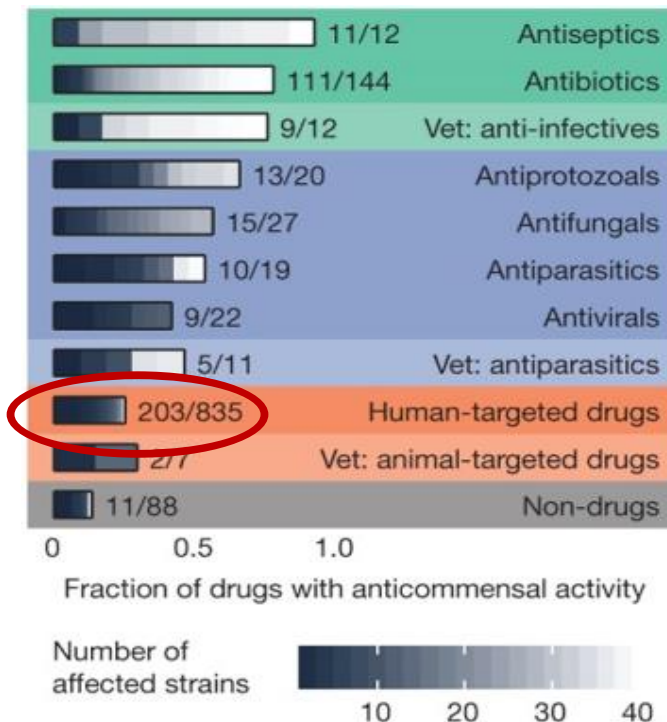 11/12 Antiseptics
111/144 Antibiotics
9/12 Vet: anti-infectives
13/20 Antiprotozoals
15/27 Antifungals
10/19 Antiparasitics
9/22 Antivirals
5/11 Vet: antiparasitics
203/835 Human-targeted drugs
2/7 Vet: animal-targeted drugs
11/88 Non-drugs
0 0.5 1.0
Fraction of drugs with anticommensal activity
Number of
affected strains
10 20 30 40